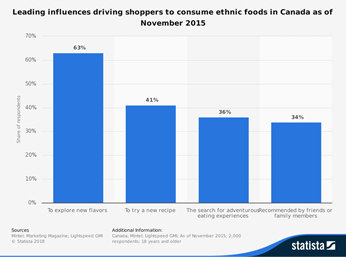 Leading influences driving shoppers to consume ethnic foods in Canada as of
November 2015
70%
60%
50%
40%
30%
20%
10%
0%
Share of respondents
63%
41%
36%
34%
To explore new flavors
To try a new recipe
The search for adventurous
eating experiences
Recommended by friends or
family members
Sources
Mintel; Marketing Magazine; Lightspeed GMI
© Statista 2018
Additional Information:
Canada; Mintel; Lightspeed GMI; As of November 2015; 2,000
respondents; 18 years and older
statista